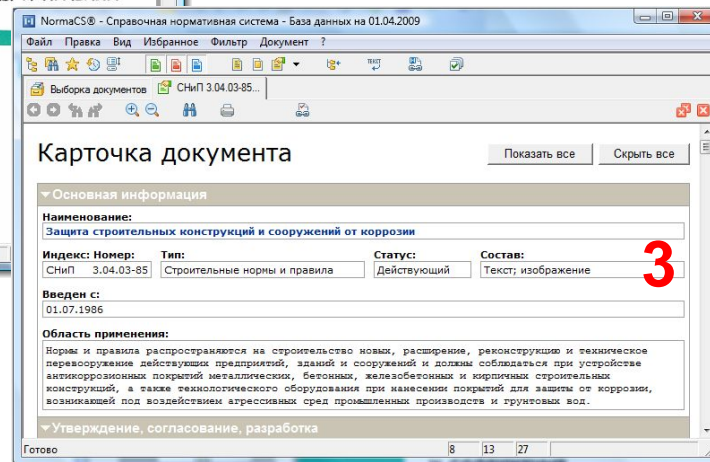 NormaCS® - Справочная нормативная система - База данных на 01.04.2009
Файл Правка Вид Избранное Фильтр Документ ?
TEXT
Выборка документов СНиП 3.04.03-85...
Карточка документа
Показать все Скрыть все
Основная информация
Наименование:
Защита строительных конструкций и сооружений от коррозии
Индекс: Номер: Тип: Статус: Состав:
СНиП 3.04.03-85 Строительные нормы и правила Действующий Текст; изображение
3
Введен с:
01.07.1986
Область применения:
Нормы и правила распространяются на строительство новых, расширение, реконструкцию и техническое
перевооружение действующих предприятий, зданий и сооружений и должны соблюдаться при устройстве
антикоррозионных покрытий металлических, бетонных, железобетонных и кирпичных строительных
конструкций, а также технологического оборудования при нанесении покрытий для защиты от коррозии,
возникающей под воздействием агрессивных сред промышленных производств и грунтовых вод.
Утверждение, согласование, разработка
Готово 8 13 27